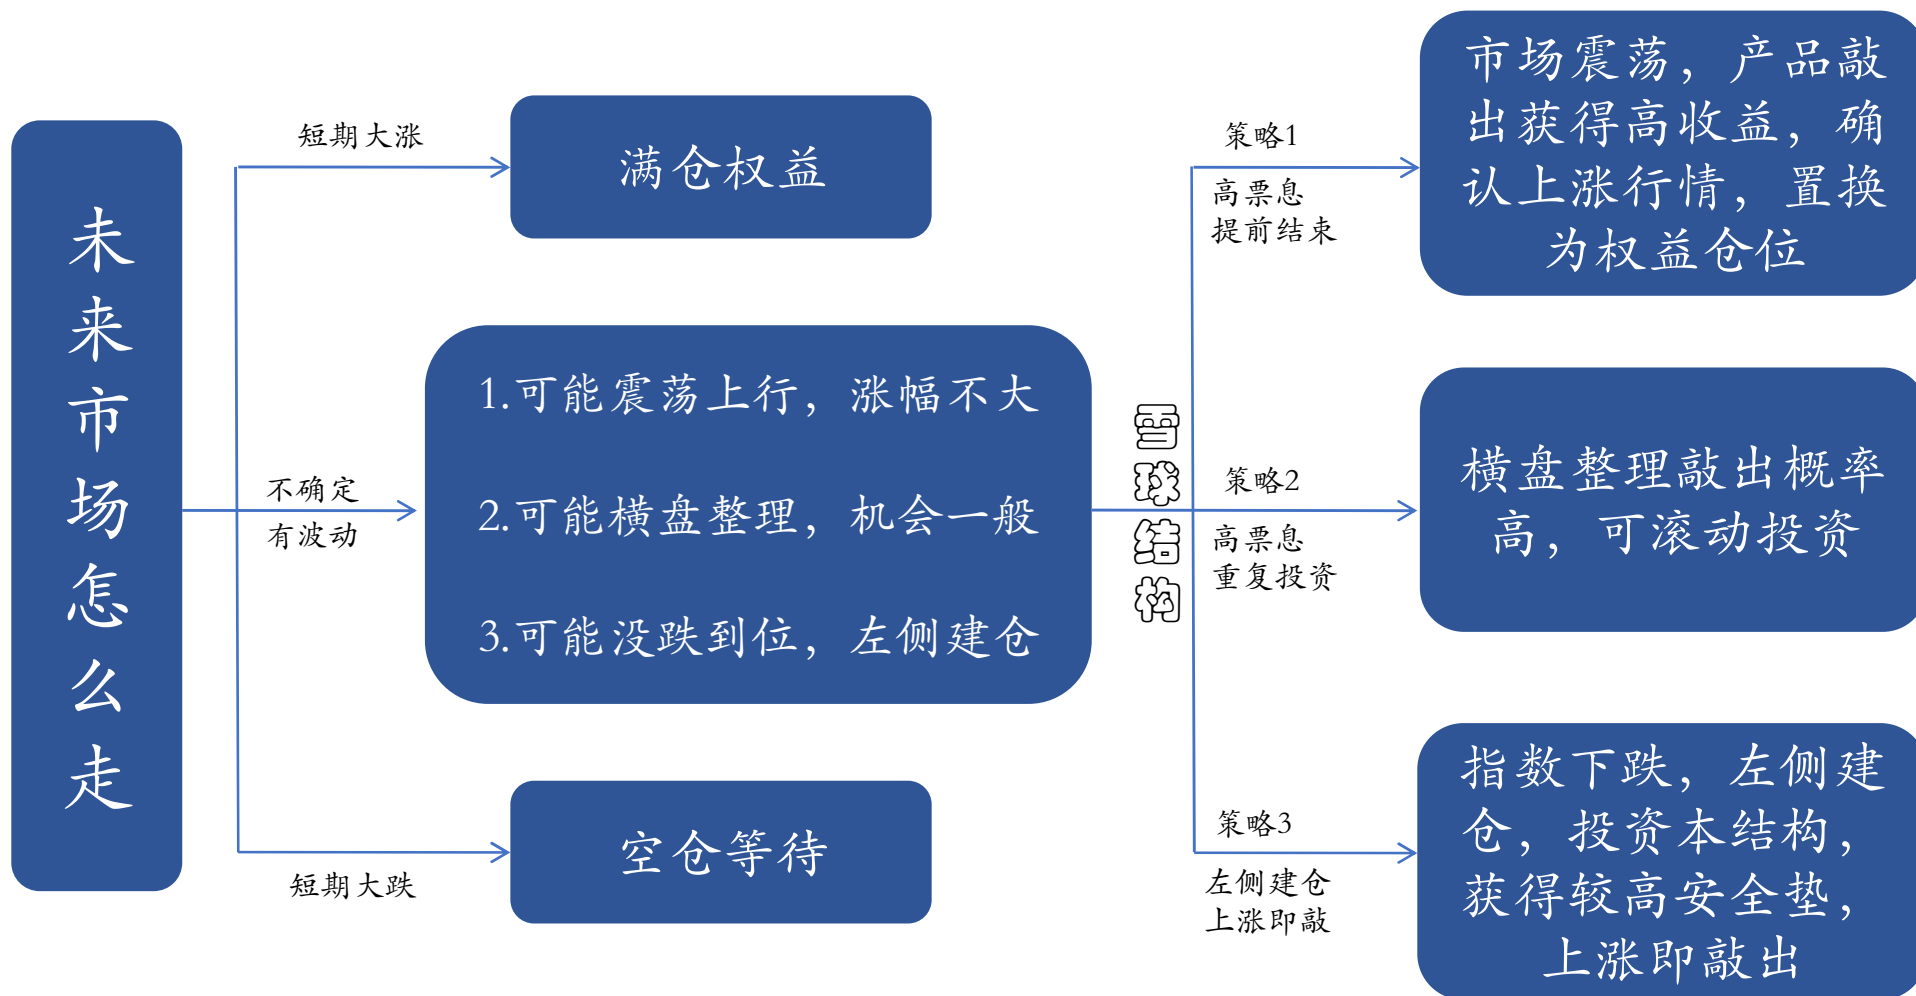 未来市场怎么走
短期大涨
满仓权益
不确定
有波动
1.可能震荡上行，涨幅不大
2.可能横盘整理，机会一般
3.可能没跌到位，左侧建仓
短期大跌
空仓等待
雪球结构
策略1
高票息
提前结束
市场震荡，产品敲
出获得高收益，确
认上涨行情，置换
为权益仓位
策略2
高票息
重复投资
横盘整理敲出概率
高，可滚动投资
策略3
左侧建仓
上涨即敲
指数下跌，左侧建
仓，投资本结构，
获得较高安全垫，
上涨即敲出